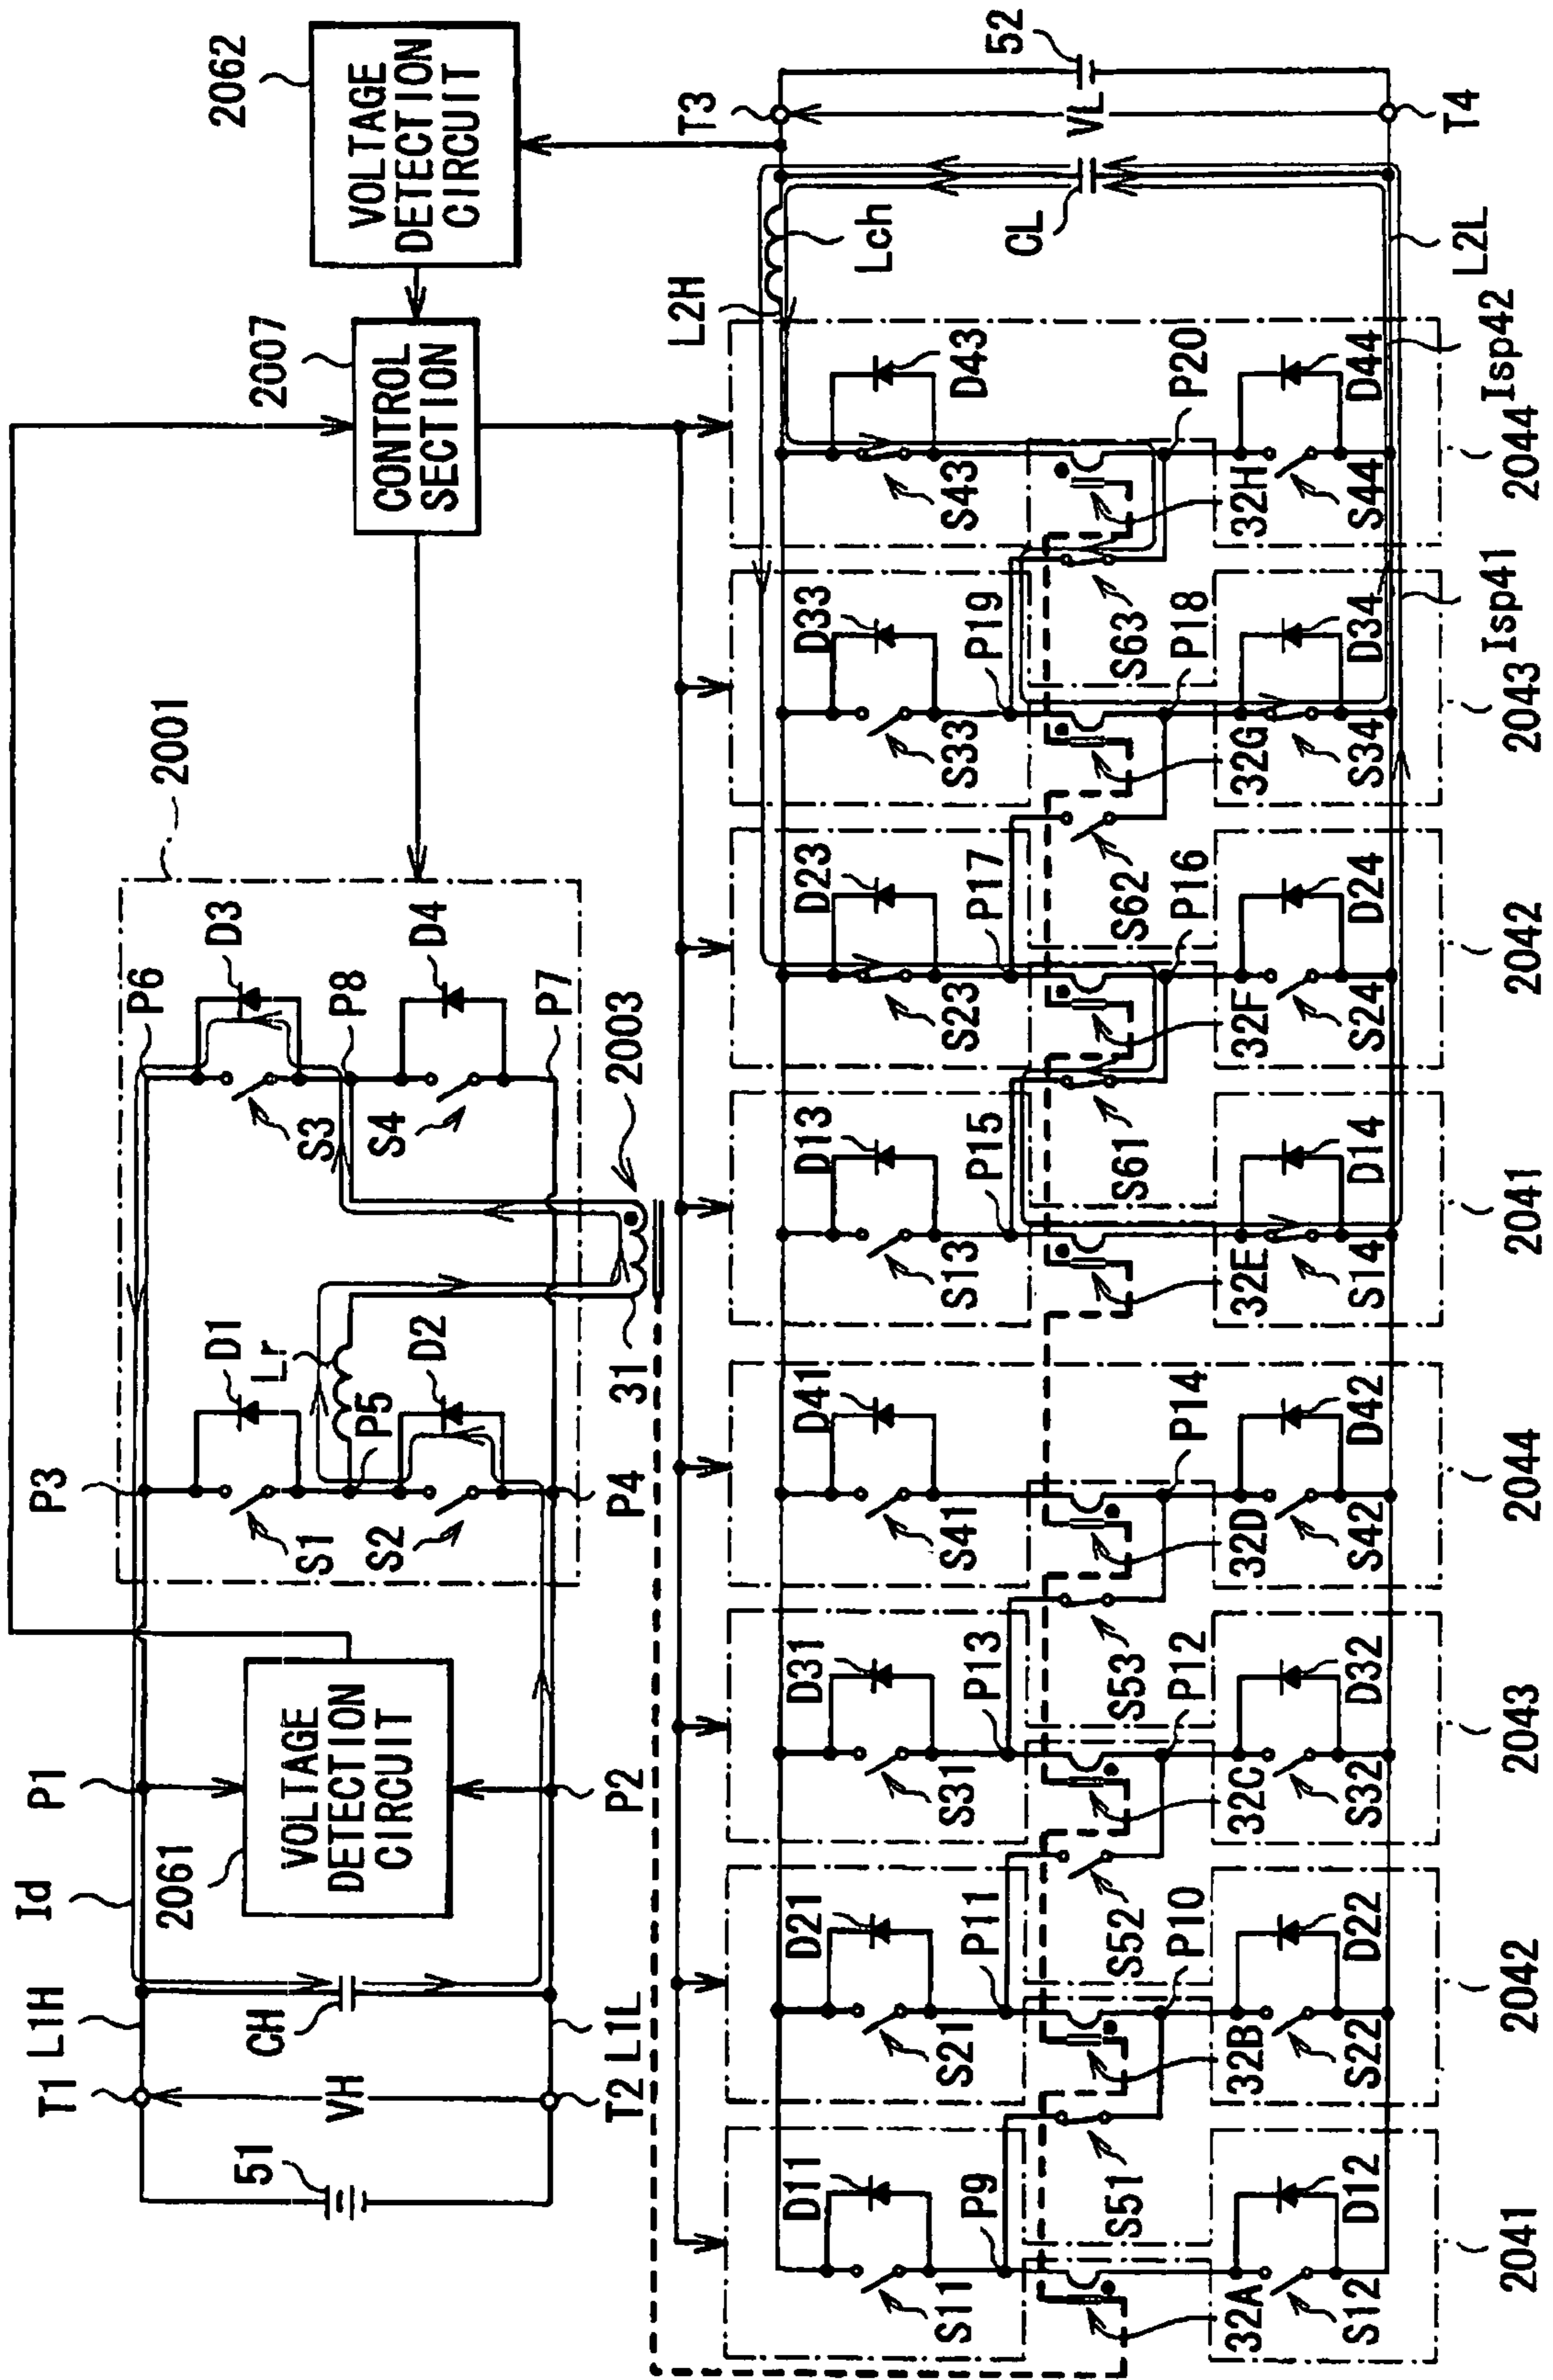 T1
L1H
Id
P1
P3
P6
2001
2007
2062
51
VH
CH
2061
VOLTAGE
DETECTION
CIRCUIT
S1
D1
S2
D2
Lr
P5
S3
D3
S4
D4
P8
CONTROL
SECTION
VOLTAGE
DETECTION
CIRCUIT
T2
L1L
P2
P4
31
2003
P7
L2H
T3
Lch
52
D11
D21
D31
D41
D13
D23
D33
D43
S11
S21
S31
S41
S13
S23
S33
S43
P9
P11
P13
P15
P17
P19
CL
VL
S51
S52
S53
S61
S62
S63
P10
P12
P14
P16
P18
P20
32A
32B
32C
32D
32E
32F
32G
32H
S12
D12
S22
D22
S32
D32
S42
D42
S14
D14
S24
D24
S34
D34
S44
D44
L2L
T4
2041
2042
2043
2044
2041
2042
2043
Isp41
2044
Isp42